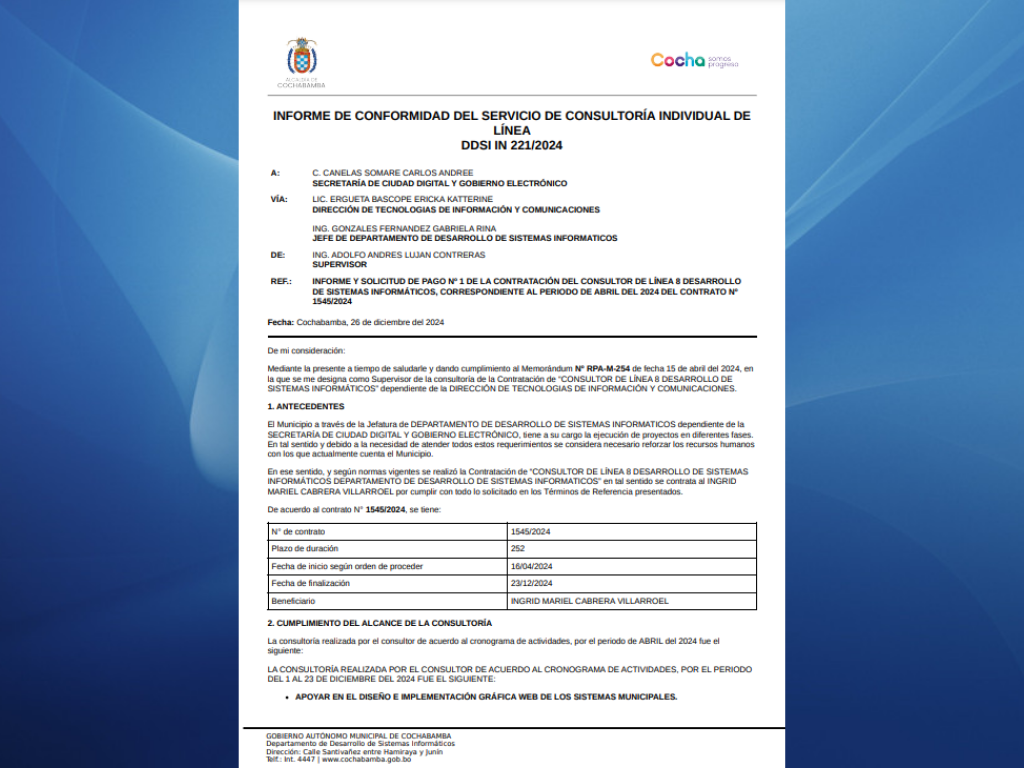 ALCALDÍA DE
COCHABAMBA
Cocha somos
progreso
INFORME DE CONFORMIDAD DEL SERVICIO DE CONSULTORÍA INDIVIDUAL DE
LÍNEA
DDSI IN 221/2024
A: C. CANELAS SOMARE CARLOS ANDREE
SECRETARÍA DE CIUDAD DIGITAL Y GOBIERNO ELECTRÓNICO
VÍA: LIC. ERGUETA BASCOPE ERICKA KATTERINE
DIRECCIÓN DE TECNOLOGIAS DE INFORMACIÓN Y COMUNICACIONES
ING. GONZALES FERNANDEZ GABRIELA RINA
JEFE DE DEPARTAMENTO DE DESARROLLO DE SISTEMAS INFORMATICOS
DE: ING. ADOLFO ANDRES LUJAN CONTRERAS
SUPERVISOR
REF.: INFORME Y SOLICITUD DE PAGO Nº 1 DE LA CONTRATACIÓN DEL CONSULTOR DE LÍNEA 8 DESARROLLO
DE SISTEMAS INFORMÁTICOS, CORRESPONDIENTE AL PERIODO DE ABRIL DEL 2024 DEL CONTRATO Nº
1545/2024
Fecha: Cochabamba, 26 de diciembre del 2024
De mi consideración:
Mediante la presente a tiempo de saludarle y dando cumplimiento al Memorándum Nº RPA-M-254 de fecha 15 de abril del 2024, en
la que se me designa como Supervisor de la consultoría de la Contratación de "CONSULTOR DE LÍNEA 8 DESARROLLO DE
SISTEMAS INFORMÁTICOS" dependiente de la DIRECCIÓN DE TECNOLOGIAS DE INFORMACIÓN Y COMUNICACIONES.
1. ANTECEDENTES
El Municipio a través de la Jefatura de DEPARTAMENTO DE DESARROLLO DE SISTEMAS INFORMATICOS dependiente de la
SECRETARÍA DE CIUDAD DIGITAL Y GOBIERNO ELECTRÓNICO, tiene a su cargo la ejecución de proyectos en diferentes fases.
En tal sentido y debido a la necesidad de atender todos estos requerimientos se considera necesario reforzar los recursos humanos
con los que actualmente cuenta el Municipio.
En ese sentido, y según normas vigentes se realizó la Contratación de "CONSULTOR DE LÍNEA 8 DESARROLLO DE SISTEMAS
INFORMÁTICOS DEPARTAMENTO DE DESARROLLO DE SISTEMAS INFORMATICOS" en tal sentido se contrata al INGRID
MARIEL CABRERA VILLARROEL por cumplir con todo lo solicitado en los Términos de Referencia presentados.
De acuerdo al contrato N° 1545/2024, se tiene:
N° de contrato 1545/2024
Plazo de duración 252
Fecha de inicio según orden de proceder 16/04/2024
Fecha de finalización 23/12/2024
Beneficiario INGRID MARIEL CABRERA VILLARROEL
2. CUMPLIMIENTO DEL ALCANCE DE LA CONSULTORÍA
La consultoría realizada por el consultor de acuerdo al cronograma de actividades, por el periodo de ABRIL del 2024 fue el
siguiente:
LA CONSULTORÍA REALIZADA POR EL CONSULTOR DE ACUERDO AL CRONOGRAMA DE ACTIVIDADES, POR EL PERIODO
DEL 1 AL 23 DE DICIEMBRE DEL 2024 FUE EL SIGUIENTE:
• APOYAR EN EL DISEÑO E IMPLEMENTACIÓN GRÁFICA WEB DE LOS SISTEMAS MUNICIPALES.
GOBIERNO AUTÓNOMO MUNICIPAL DE COCHABAMBA
Departamento de Desarrollo de Sistemas Informáticos
Dirección: Calle Santivañez entre Hamiraya y Junín
Telf.: Int. 4447 | www.cochabamba.gob.bo